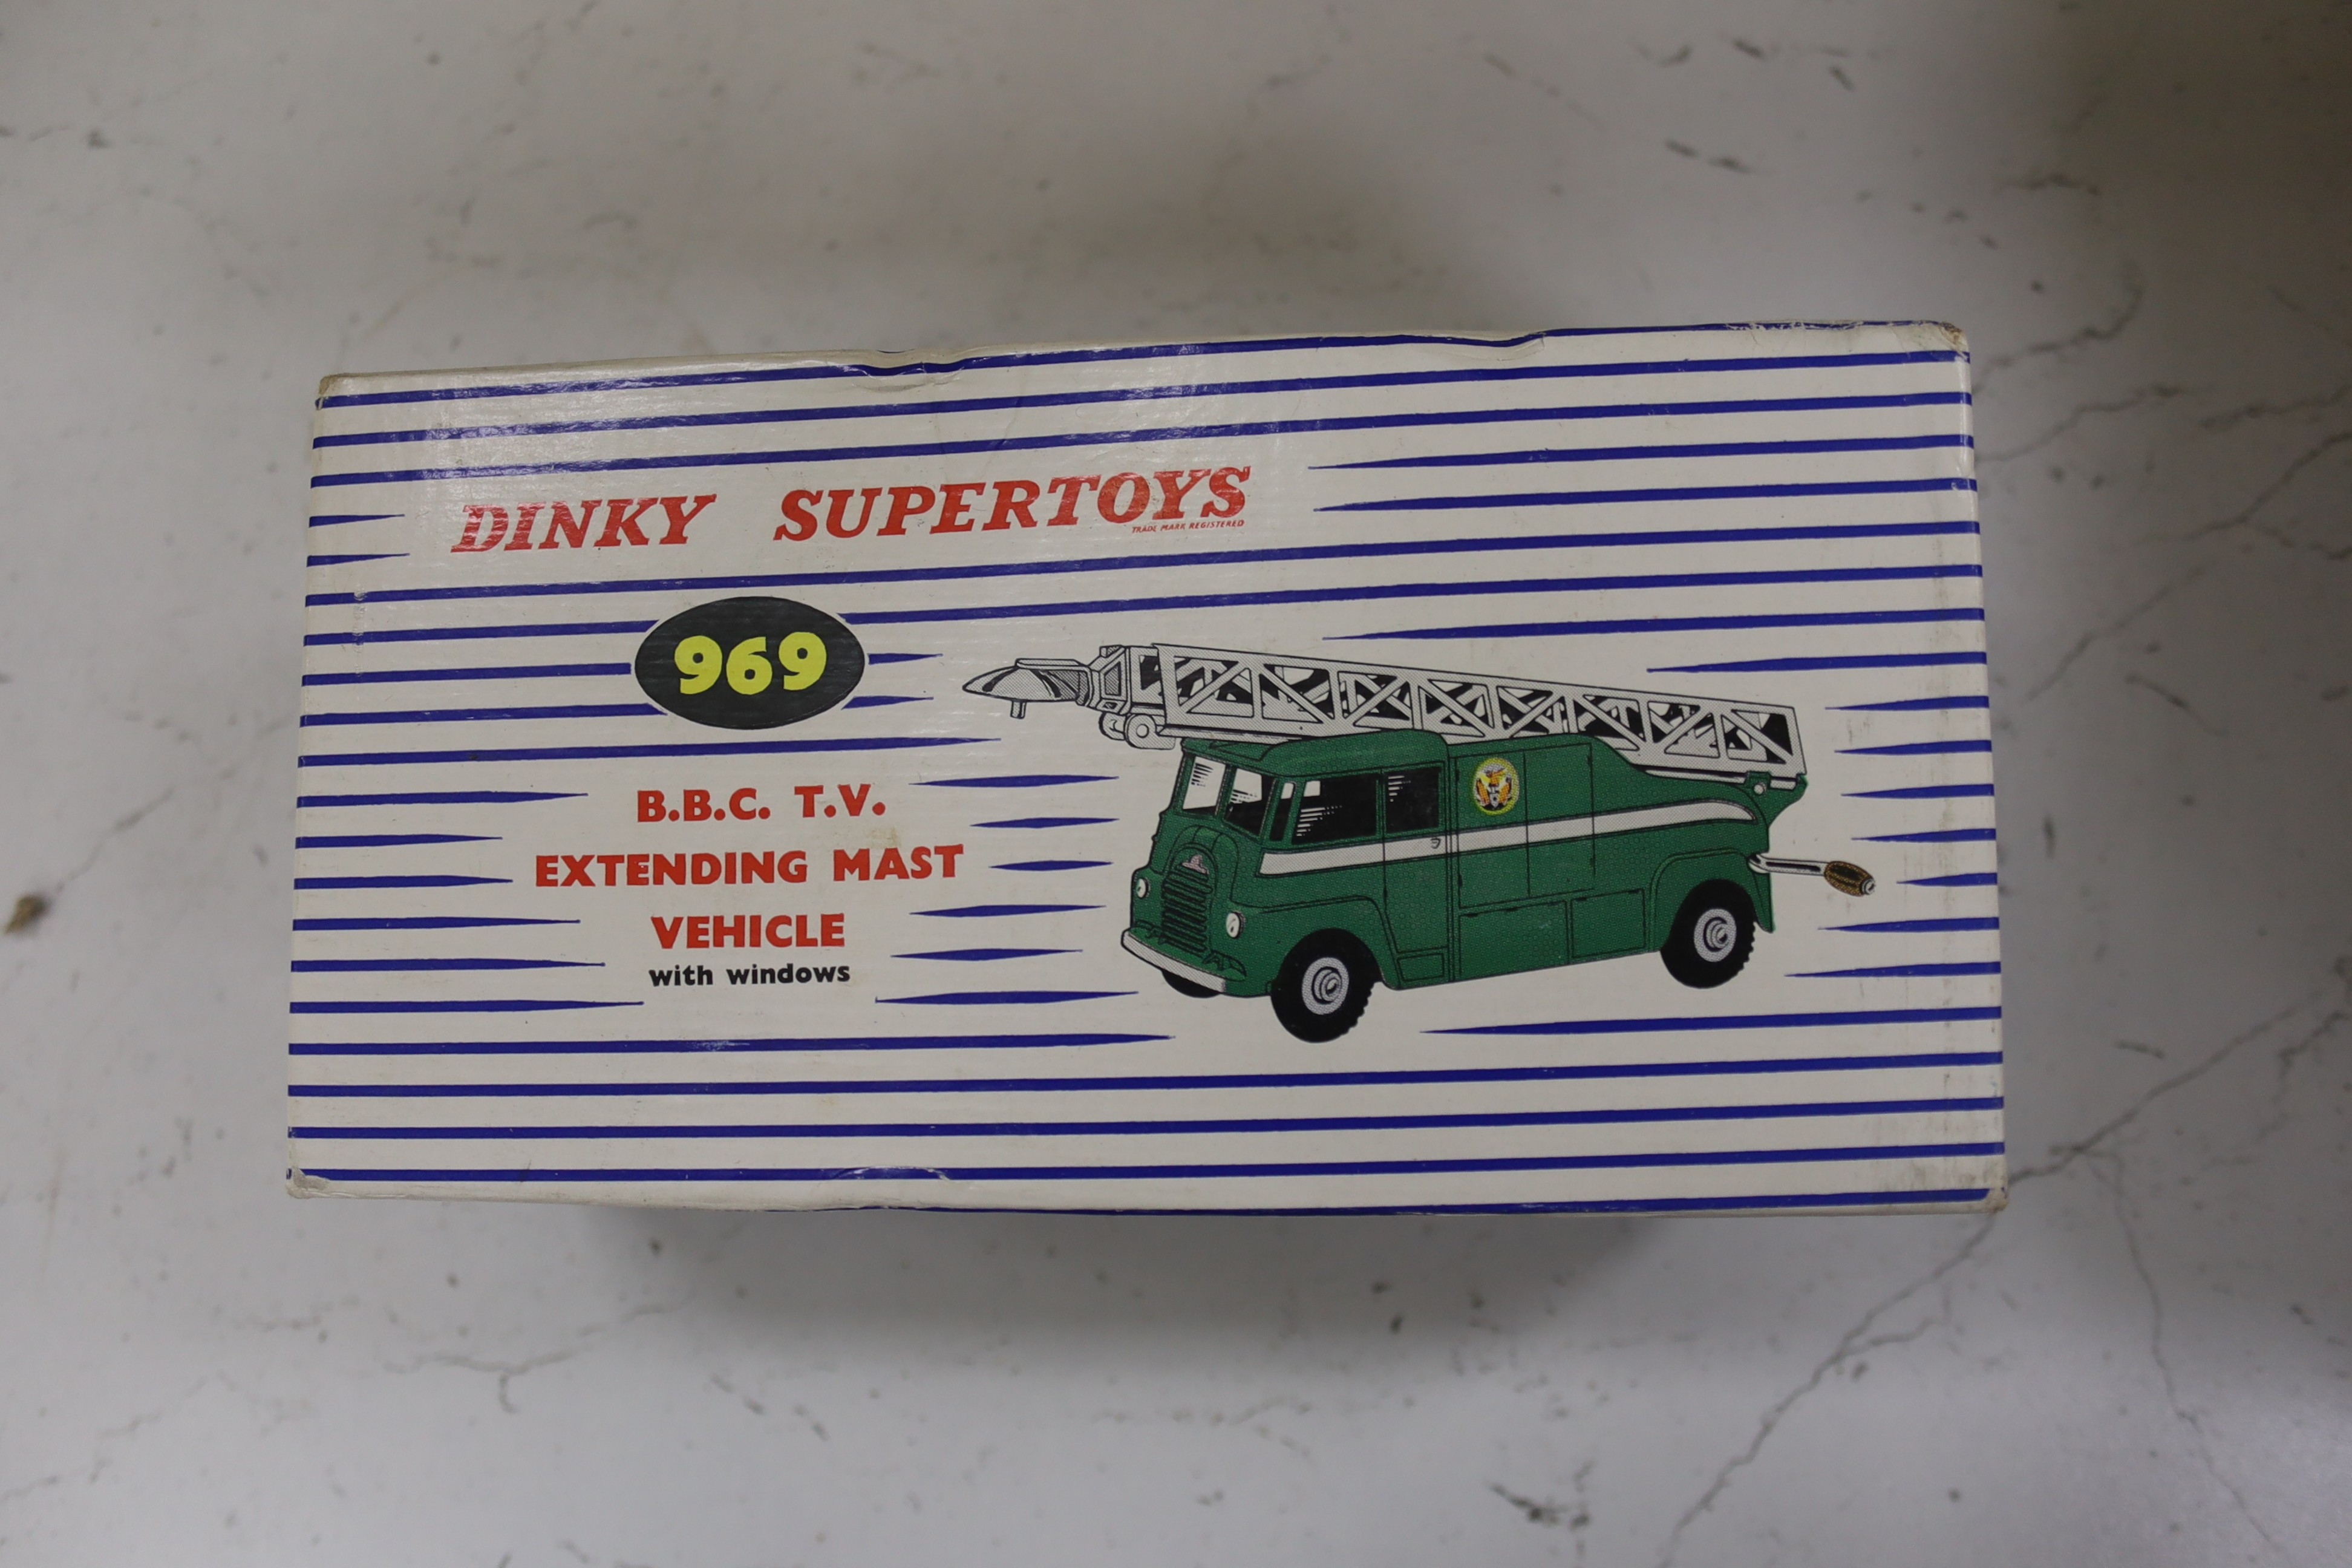 DINKY SUPERTOYS
TRADE MARK REGISTERED
969
B.B.C. T.V.
EXTENDING MAST
VEHICLE
with windows